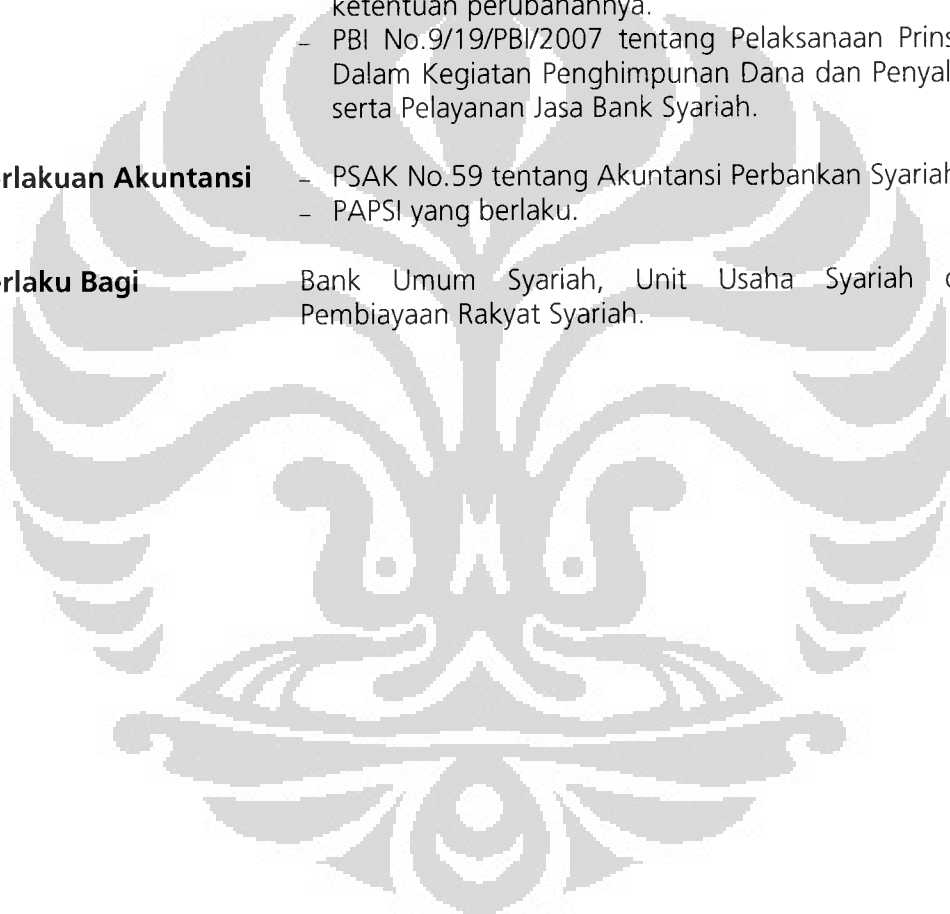 ketentuan perubahannya.
– PBI No.9/19/PBI/2007 tentang Pelaksanaan Prins
Dalam Kegiatan Penghimpunan Dana dan Penyal
serta Pelayanan Jasa Bank Syariah.
rlakuan Akuntansi – PSAK No.59 tentang Akuntansi Perbankan Syariah
– PAPSI yang berlaku.
erlaku Bagi Bank Umum Syariah, Unit Usaha Syariah d
Pembiayaan Rakyat Syariah.